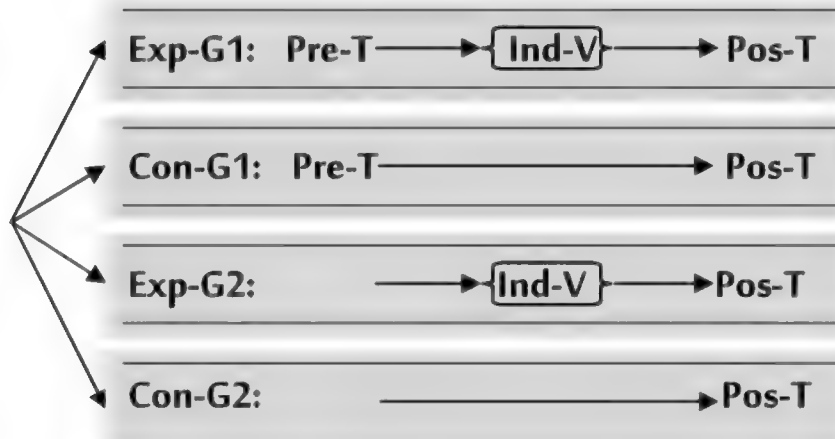 Exp-G1: Pre-T Ind-V Pos-T
Con-G1: Pre-T Pos-T
Exp-G2: Ind-V Pos-T
Con-G2: Pos-T